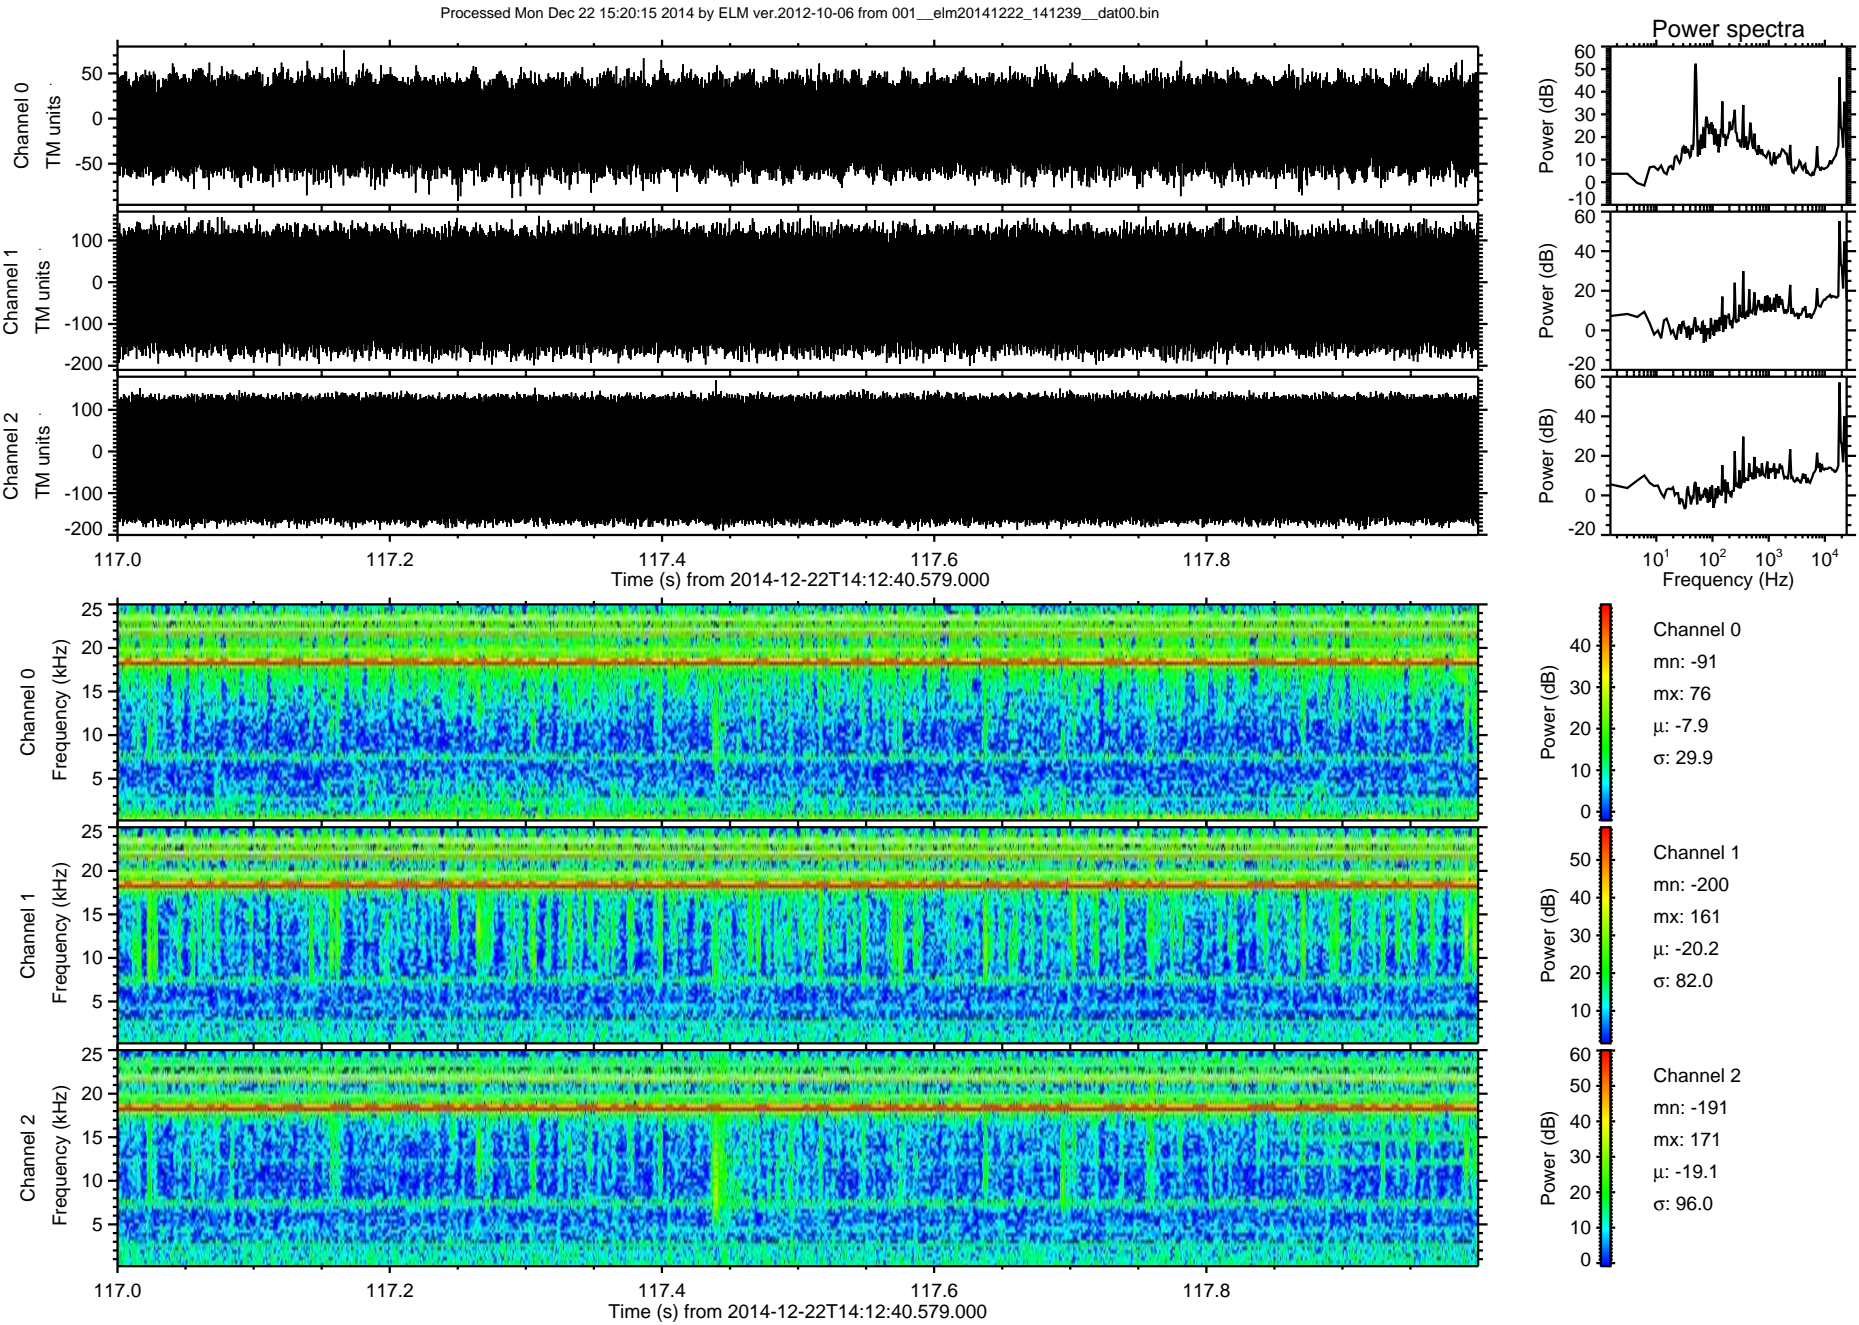 Processed Mon Dec 22 15:20:15 2014 by ELM ver.2012-10-06 from 001__elm20141222_141239__dat00.bin
Power spectra
Channel 0
TM units
50
0
-50
Power (dB)
60
50
40
30
20
10
0
-10
Channel 1
TM units
100
0
-100
-200
Power (dB)
60
40
20
0
-20
Channel 2
TM units
100
0
-100
-200
Power (dB)
60
40
20
0
-20
117.0 117.2 117.4 117.6 117.8
Time (s) from 2014-12-22T14:12:40.579.000
10^1 10^2 10^3 10^4
Frequency (Hz)
Channel 0
Frequency (kHz)
25
20
15
10
5
Power (dB)
40
30
20
10
0
Channel 0
mn: -91
mx: 76
μ: -7.9
σ: 29.9
Channel 1
Frequency (kHz)
25
20
15
10
5
Power (dB)
50
40
30
20
10
Channel 1
mn: -200
mx: 161
μ: -20.2
σ: 82.0
Channel 2
Frequency (kHz)
25
20
15
10
5
Power (dB)
60
50
40
30
20
10
0
Channel 2
mn: -191
mx: 171
μ: -19.1
σ: 96.0
117.0 117.2 117.4 117.6 117.8
Time (s) from 2014-12-22T14:12:40.579.000